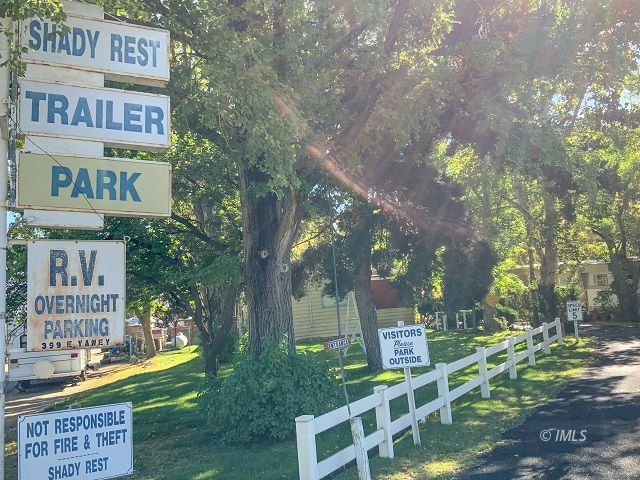 SHADY REST
TRAILER
PARK
R.V.
OVERNIGHT
PARKING
399 E. YANEY
NOT RESPONSIBLE
FOR FIRE & THEFT
SHADY REST
ENTRANCE
VISITORS
Please
PARK
OUTSIDE
©IMLS